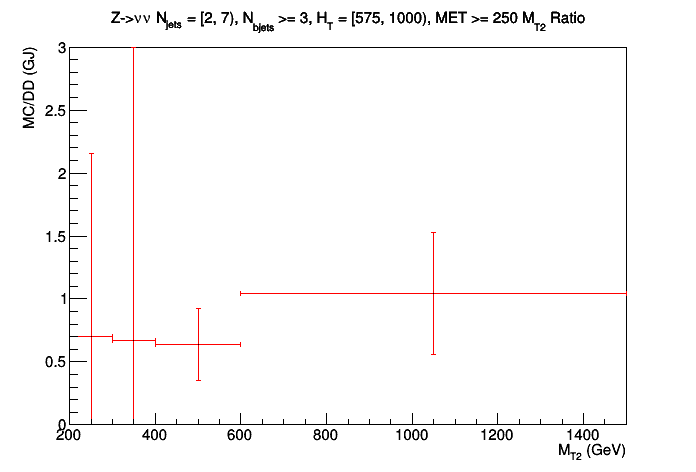 Z->νν N_jets = [2, 7), N_bjets >= 3, H_T = [575, 1000), MET >= 250 M_T2 Ratio
MC/DD (GJ)
3
2.5
2
1.5
1
0.5
0
200 400 600 800 1000 1200 1400
M_T2 (GeV)